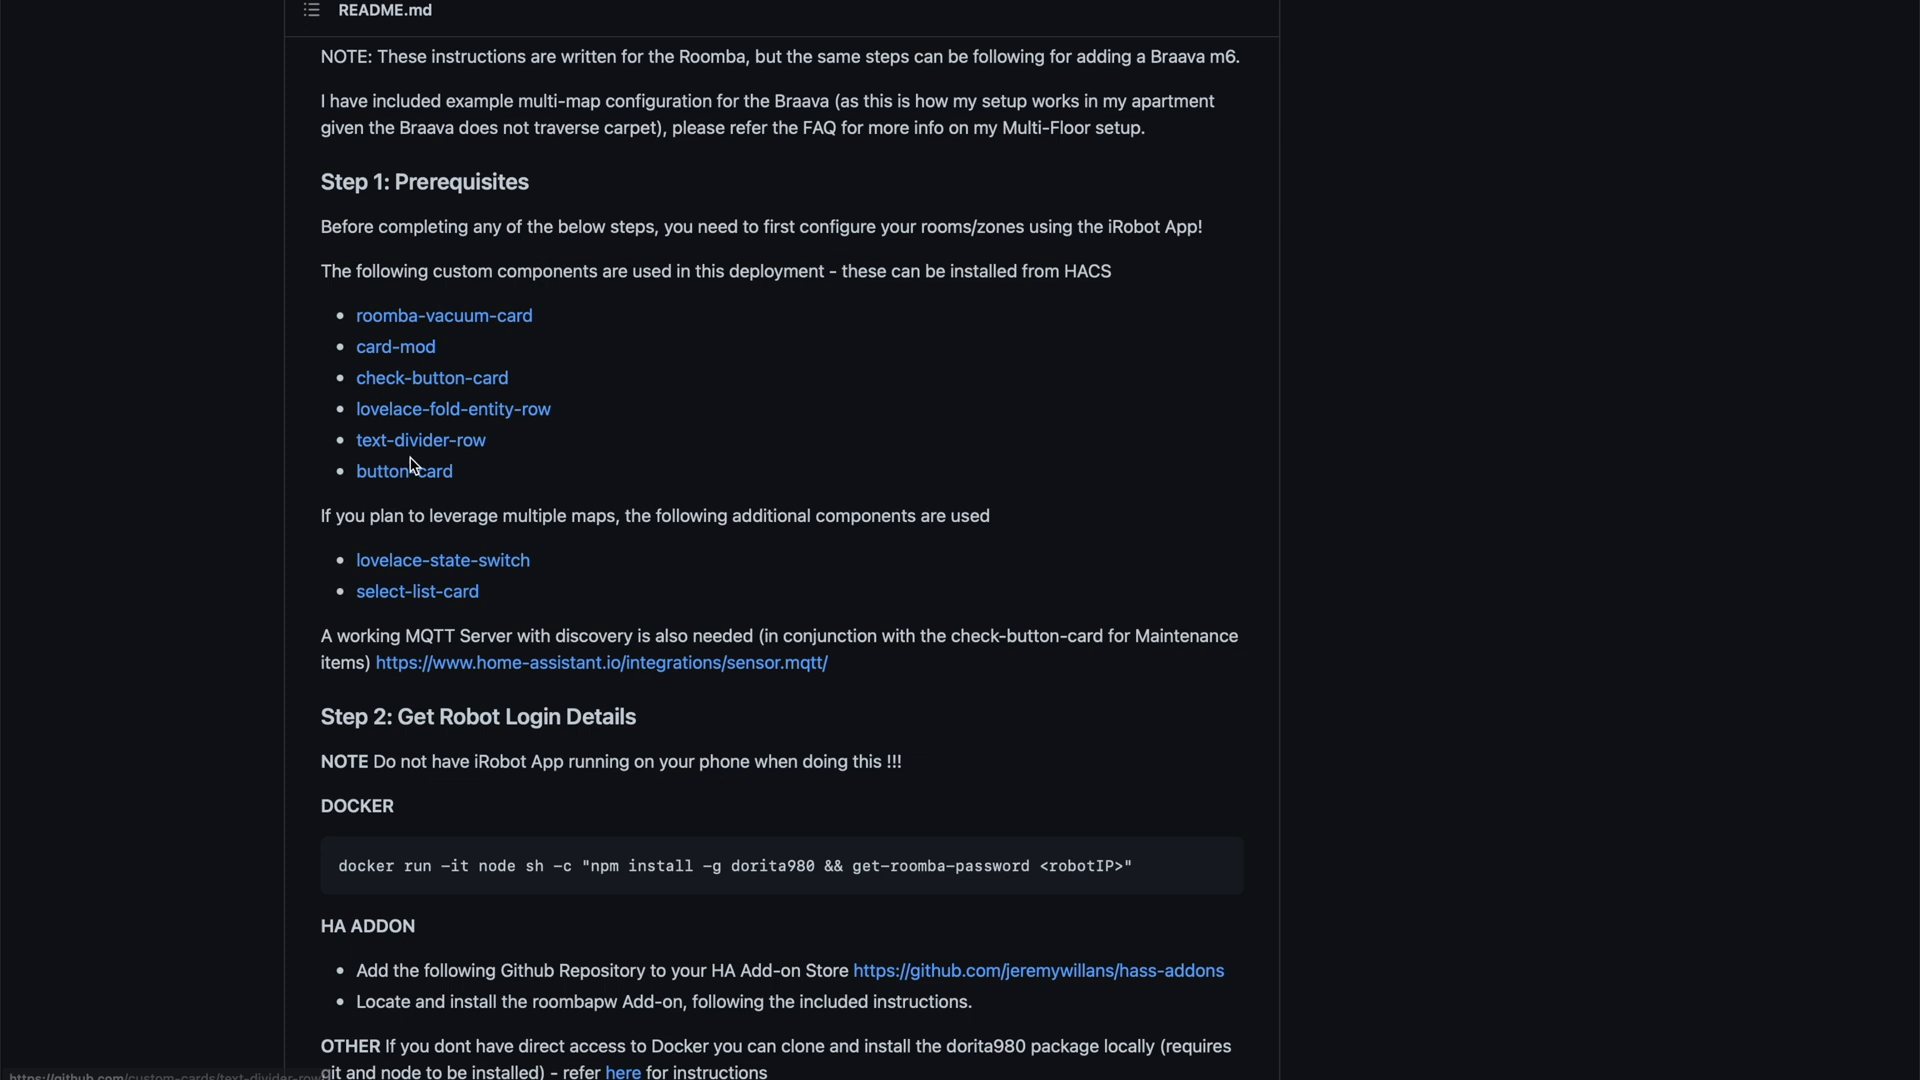 README.md
NOTE: These instructions are written for the Roomba, but the same steps can be following for adding a Braava m6.
I have included example multi-map configuration for the Braava (as this is how my setup works in my apartment
given the Braava does not traverse carpet), please refer the FAQ for more info on my Multi-Floor setup.
Step 1: Prerequisites
Before completing any of the below steps, you need to first configure your rooms/zones using the iRobot App!
The following custom components are used in this deployment - these can be installed from HACS
roomba-vacuum-card
card-mod
check-button-card
lovelace-fold-entity-row
text-divider-row
button-card
If you plan to leverage multiple maps, the following additional components are used
lovelace-state-switch
select-list-card
A working MQTT Server with discovery is also needed (in conjunction with the check-button-card for Maintenance
items) https://www.home-assistant.io/integrations/sensor.mqtt/
Step 2: Get Robot Login Details
NOTE Do not have iRobot App running on your phone when doing this !!!
DOCKER
docker run -it node sh -c "npm install -g dorita980 && get-roomba-password <robotIP>"
HA ADDON
Add the following Github Repository to your HA Add-on Store https://github.com/jeremywillans/hass-addons
Locate and install the roombapw Add-on, following the included instructions.
OTHER If you dont have direct access to Docker you can clone and install the dorita980 package locally (requires
git and node to be installed) - refer here for instructions
https://github.com/custom-cards/text-divider-row